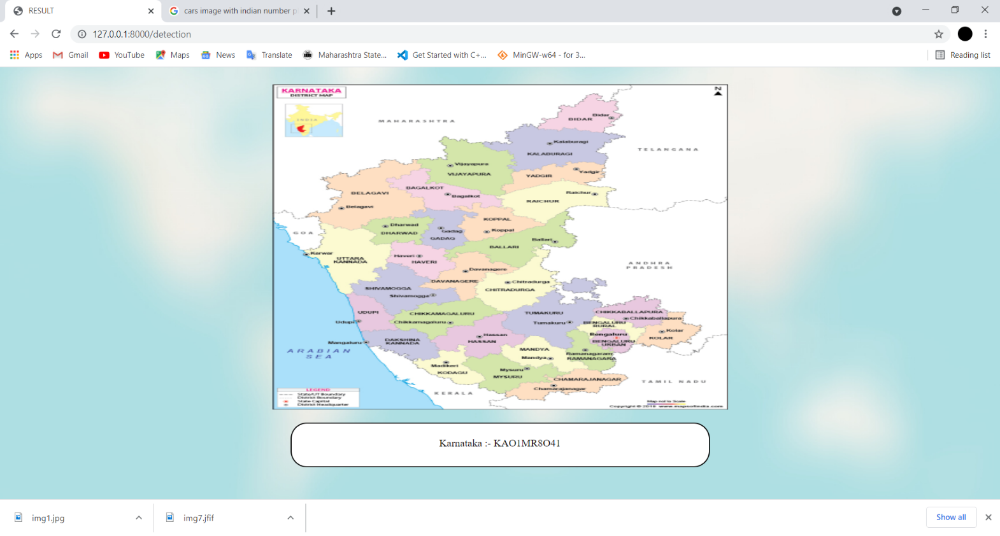 RESULT
cars image with indian number p
127.0.0.1:8000/detection
Apps
Gmail
YouTube
Maps
News
Translate
Maharashtra State...
Get Started with C+...
MinGW-w64 - for 3...
Reading list
KARNATAKA
DISTRICT MAP
N
INDIA
MAHARASHTRA
Bidar
BIDAR
Kalaburagi
KALABURAGI
TELANGANA
Vijayapura
VIJAYAPURA
Yadgir
YADGIR
BAGALKOT
Bagalkot
BELAGAVI
Belagavi
Raichur
RAICHUR
KOPPAL
Koppal
Dharwad
DHARWAD
Gadag
GADAG
GOA
Ballari
BALLARI
Karwar
UTTARA
KANNADA
Haveri
HAVERI
ANDHRA
PRADESH
Davanagere
DAVANAGERE
Chitradurga
CHITRADURGA
SHIVAMOGGA
Shivamogga
UDUPI
Udupi
CHIKKAMAGALURU
Chikkamagaluru
TUMAKURU
Tumakuru
CHIKKABALLAPURA
Chikkaballapura
BENGALURU
RURAL
Bengaluru
BENGALURU
URBAN
Kolar
KOLAR
Hassan
HASSAN
Mangaluru
DAKSHINA
KANNADA
ARABIAN
SEA
MANDYA
Mandya
Ramanagaram
RAMANAGARA
Madikeri
KODAGU
Mysuru
MYSURU
CHAMARAJANAGAR
Chamarajanagar
TAMIL NADU
KERALA
LEGEND
State/UT Boundary
District Boundary
State Capital
District Headquarter
Map not to Scale
Copyright © 2018 www.mapsofindia.com
Karnataka :- KAO1MR8O41
img1.jpg
img7.jfif
Show all